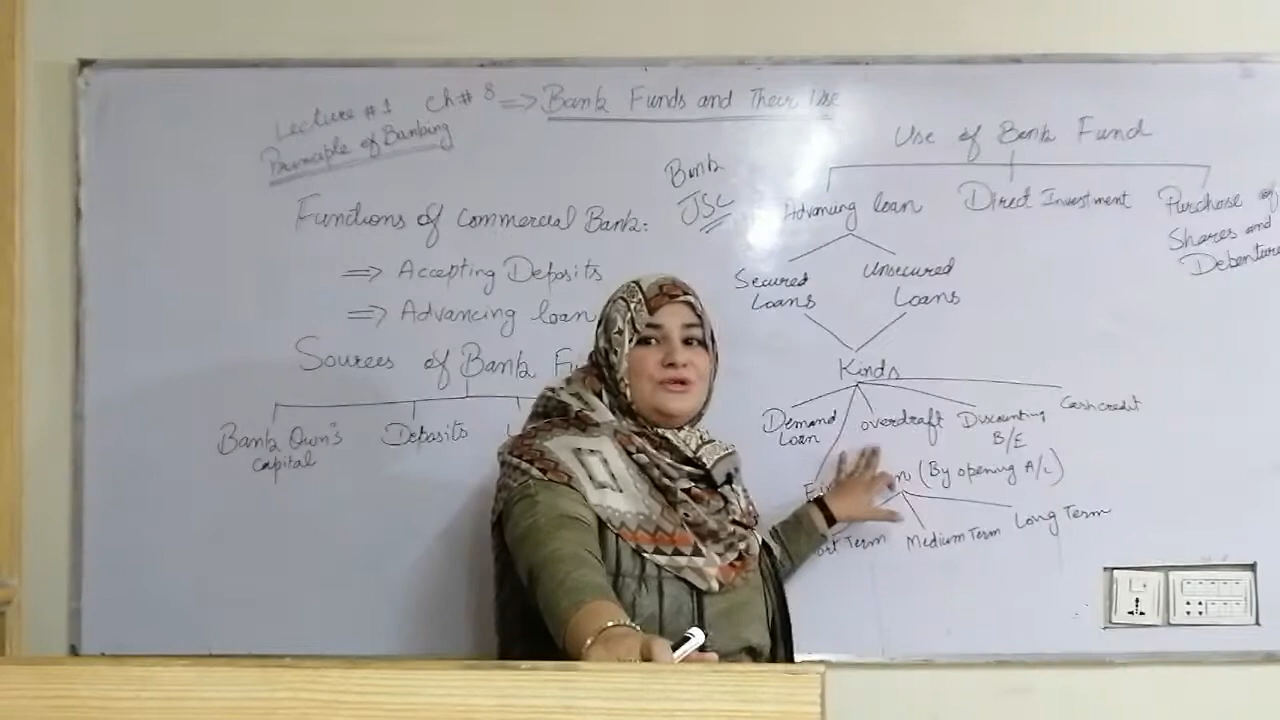 Lecture #1 Ch# 8 => Bank Funds and Their Use
Principle of Banking
Functions of Commercial Bank:
=> Accepting Deposits
=> Advancing loan
Sources of Bank
Bank Own's
Capital
Deposits
Bank
JSC
Use of Bank Fund
Advancing loan
Direct Investment
Purchase of
Shares and
Debenture
Secured
Loans
Unsecured
Loans
Kinds
Demand
Loan
overdraft
Discounting
B/E
Cash credit
(By opening A/c)
Term
Medium Term
Long Term